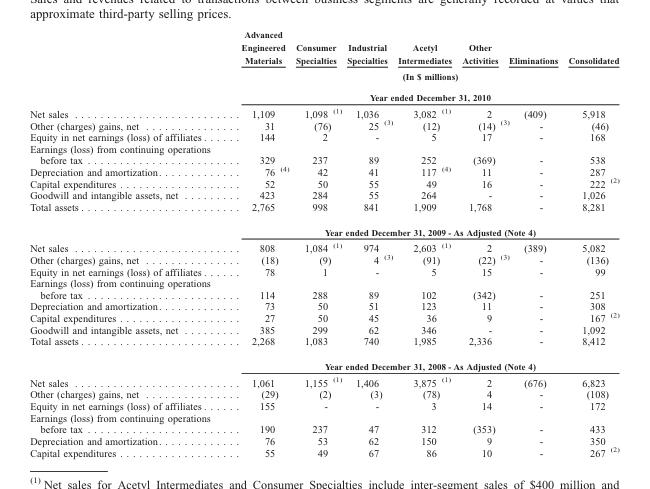 Sales and revenues related to transactions between business segments are generally recorded at values that
approximate third-party selling prices.
Advanced Engineered Materials Consumer Specialties Industrial Specialties Acetyl Intermediates Other Activities Eliminations Consolidated
(In $ millions)
Year ended December 31, 2010
Net sales 1,109 1,098 (1) 1,036 3,082 (1) 2 (409) 5,918
Other (charges) gains, net 31 (76) 25 (3) (12) (14) (3) - (46)
Equity in net earnings (loss) of affiliates 144 2 - 5 17 - 168
Earnings (loss) from continuing operations
before tax 329 237 89 252 (369) - 538
Depreciation and amortization 76 (4) 42 41 117 (4) 11 - 287
Capital expenditures 52 50 55 49 16 - 222 (2)
Goodwill and intangible assets, net 423 284 55 264 - - 1,026
Total assets 2,765 998 841 1,909 1,768 - 8,281
Year ended December 31, 2009 - As Adjusted (Note 4)
Net sales 808 1,084 (1) 974 2,603 (1) 2 (389) 5,082
Other (charges) gains, net (18) (9) 4 (3) (91) (22) (3) - (136)
Equity in net earnings (loss) of affiliates 78 1 - 5 15 - 99
Earnings (loss) from continuing operations
before tax 114 288 89 102 (342) - 251
Depreciation and amortization 73 50 51 123 11 - 308
Capital expenditures 27 50 45 36 9 - 167 (2)
Goodwill and intangible assets, net 385 299 62 346 - - 1,092
Total assets 2,268 1,083 740 1,985 2,336 - 8,412
Year ended December 31, 2008 - As Adjusted (Note 4)
Net sales 1,061 1,155 (1) 1,406 3,875 (1) 2 (676) 6,823
Other (charges) gains, net (29) (2) (3) (78) 4 - (108)
Equity in net earnings (loss) of affiliates 155 - - 3 14 - 172
Earnings (loss) from continuing operations
before tax 190 237 47 312 (353) - 433
Depreciation and amortization 76 53 62 150 9 - 350
Capital expenditures 55 49 67 86 10 - 267 (2)
(1) Net sales for Acetyl Intermediates and Consumer Specialties include inter-segment sales of $400 million and